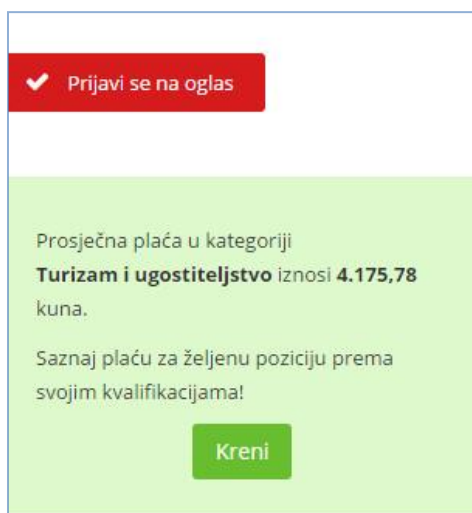 Prijavi se na oglas
Prosječna plaća u kategoriji
Turizam i ugostiteljstvo iznosi 4.175,78
kuna.
Saznaj plaću za željenu poziciju prema
svojim kvalifikacijama!
Kreni